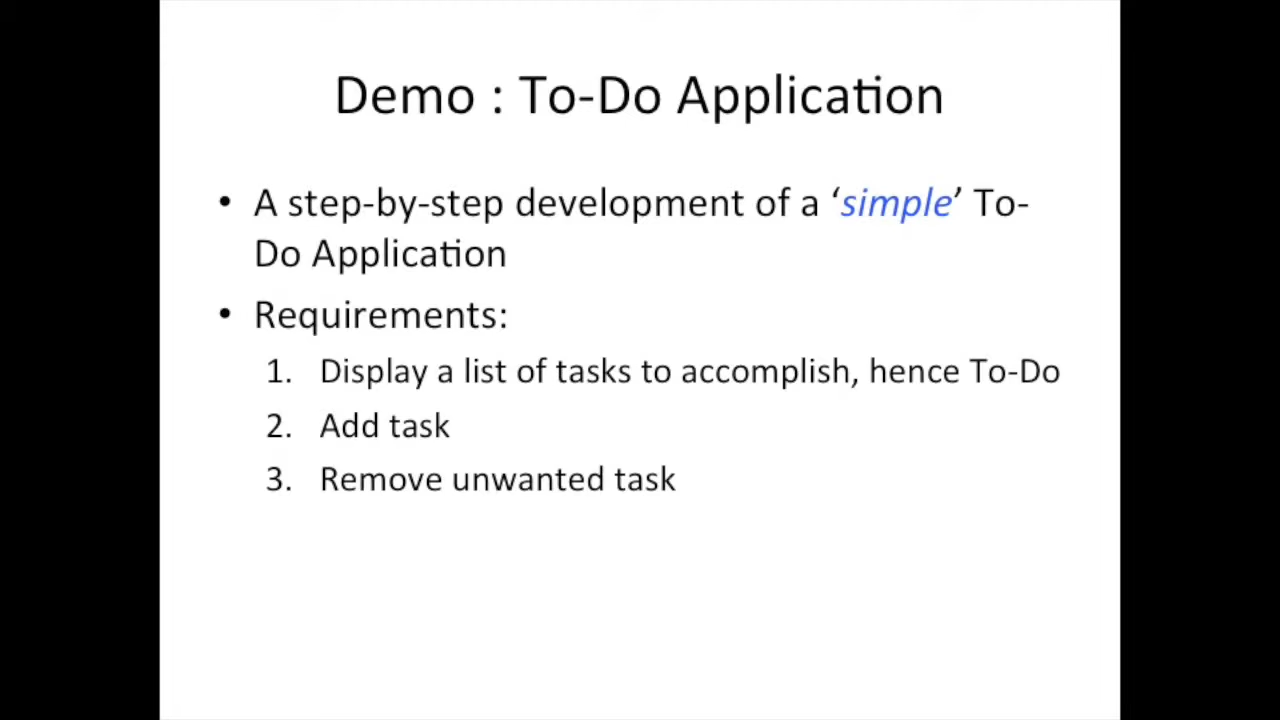 Demo : To-Do Application
• A step-by-step development of a ‘simple’ To-
Do Application
• Requirements:
1. Display a list of tasks to accomplish, hence To-Do
2. Add task
3. Remove unwanted task